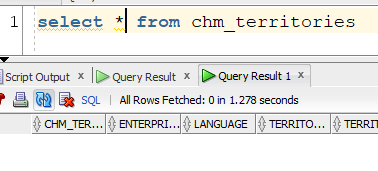 1 select * from chm_territories
Script Output x Query Result x Query Result 1 x
SQL | All Rows Fetched: 0 in 1.278 seconds
CHM_TER... ENTERPRI... LANGUAGE TERRITO... TERRIT